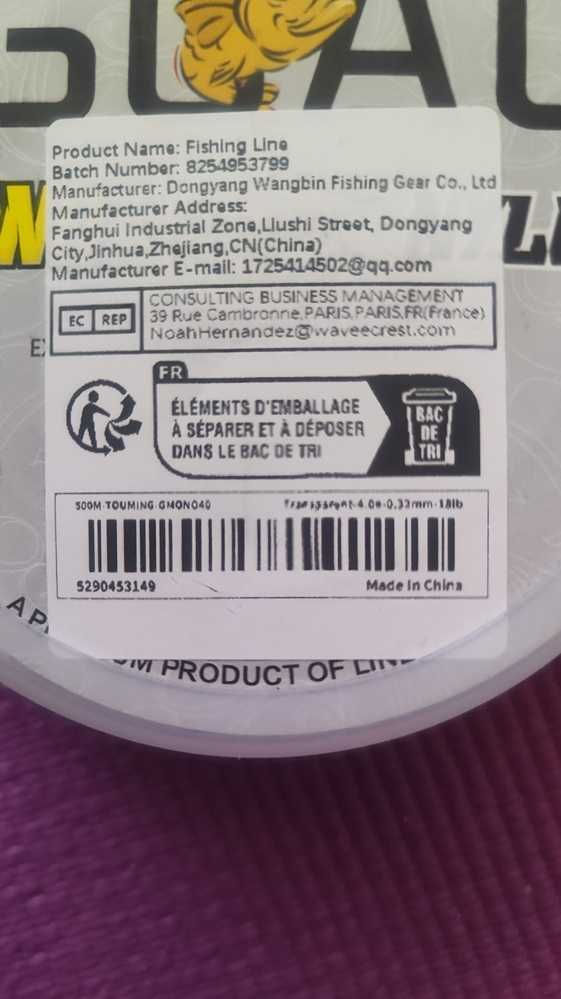 Product Name: Fishing Line
Batch Number: 8254953799
Manufacturer: Dongyang Wangbin Fishing Gear Co., Ltd
Manufacturer Address:
Fanghui Industrial Zone,Liushi Street, Dongyang
City,Jinhua,Zhejiang,CN(China)
Manufacturer E-mail: 1725414502@qq.com
EC REP
CONSULTING BUSINESS MANAGEMENT
39 Rue Cambronne,PARIS,PARIS,FR(France)
NoahHernandez@waveecrest.com
FR
ÉLÉMENTS D'EMBALLAGE
À SÉPARER ET À DÉPOSER
DANS LE BAC DE TRI
BAC
DE
TRI
500M-TOUMING-GMONO40
Transparent-4.0#-0.33mm-18lb
5290453149
Made In China
PRODUCT OF